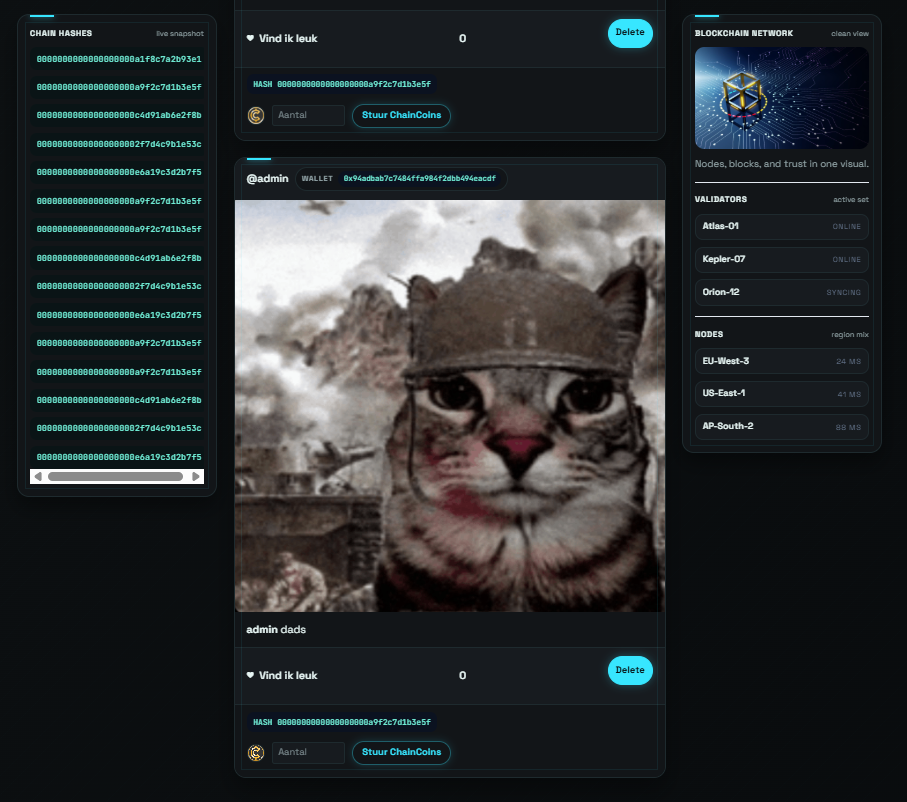 CHAIN HASHES live snapshot
0000000000000000000a1f8c7a2b93e1
0000000000000000000a9f2c7d1b3e5f
0000000000000000000c4d91ab6e2f8b
00000000000000000002f7d4c9b1e53c
0000000000000000000e6a19c3d2b7f5
0000000000000000000a9f2c7d1b3e5f
0000000000000000000a9f2c7d1b3e5f
0000000000000000000c4d91ab6e2f8b
00000000000000000002f7d4c9b1e53c
0000000000000000000e6a19c3d2b7f5
0000000000000000000a9f2c7d1b3e5f
0000000000000000000a9f2c7d1b3e5f
0000000000000000000c4d91ab6e2f8b
00000000000000000002f7d4c9b1e53c
0000000000000000000e6a19c3d2b7f5
Vind ik leuk 0 Delete
HASH 0000000000000000000a9f2c7d1b3e5f
Aantal Stuur ChainCoins
@admin WALLET 0x94adbab7c7484ffa984f2dbb494eacdf
admin dads
Vind ik leuk 0 Delete
HASH 0000000000000000000a9f2c7d1b3e5f
Aantal Stuur ChainCoins
BLOCKCHAIN NETWORK clean view
Nodes, blocks, and trust in one visual.
VALIDATORS active set
Atlas-01 ONLINE
Kepler-07 ONLINE
Orion-12 SYNCING
NODES region mix
EU-West-3 24 MS
US-East-1 41 MS
AP-South-2 88 MS